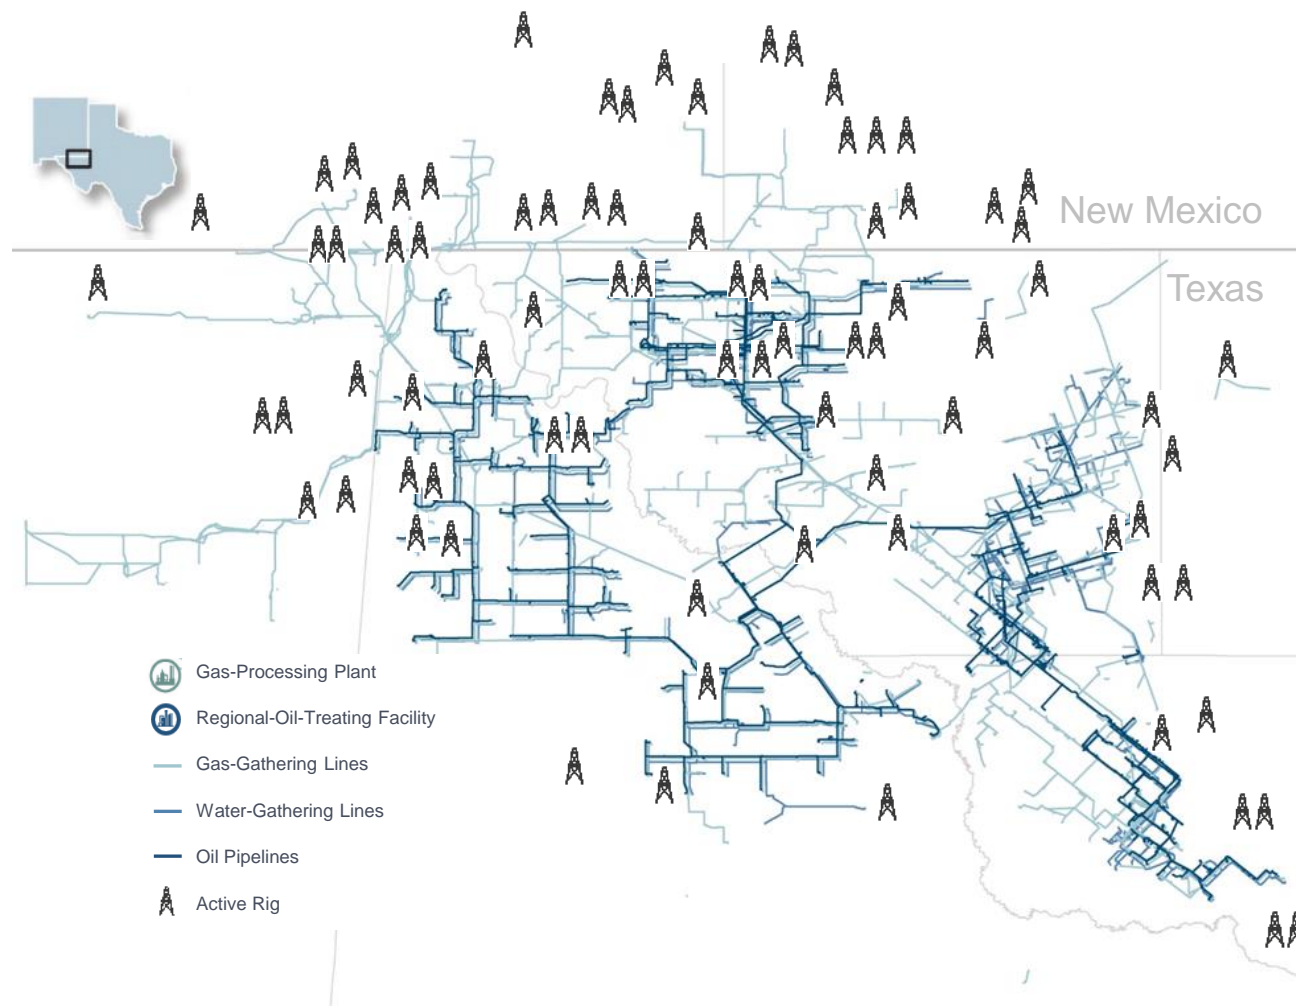 New Mexico
Texas
Gas-Processing Plant
Regional-Oil-Treating Facility
Gas-Gathering Lines
Water-Gathering Lines
Oil Pipelines
Active Rig